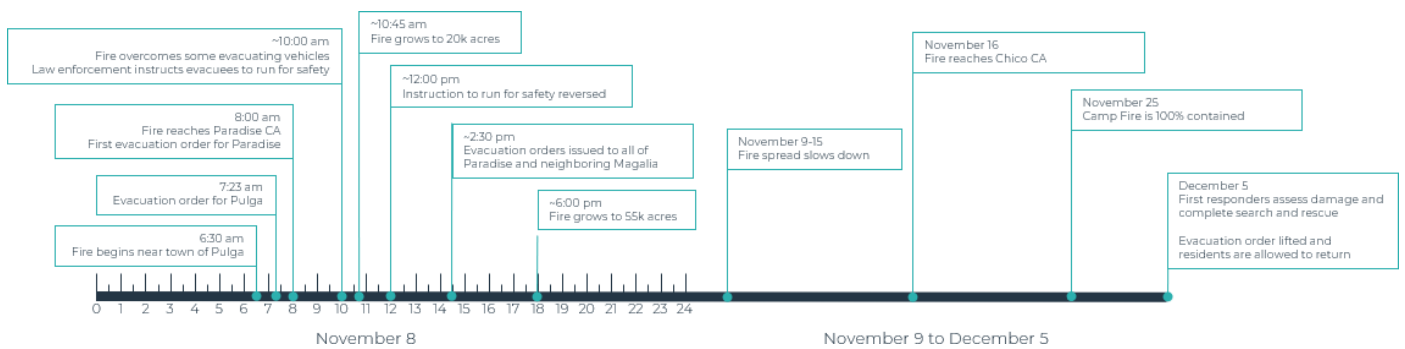 ~10:00 am
Fire overcomes some evacuating vehicles
Law enforcement instructs evacuees to run for safety
~10:45 am
Fire grows to 20k acres
~12:00 pm
Instruction to run for safety reversed
8:00 am
Fire reaches Paradise CA
First evacuation order for Paradise
~2:30 pm
Evacuation orders issued to all of
Paradise and neighboring Magalia
7:23 am
Evacuation order for Pulga
~6:00 pm
Fire grows to 55k acres
6:30 am
Fire begins near town of Pulga
November 9-15
Fire spread slows down
November 16
Fire reaches Chico CA
November 25
Camp Fire is 100% contained
December 5
First responders assess damage and
complete search and rescue
Evacuation order lifted and
residents are allowed to return
0 1 2 3 4 5 6 7 8 9 10 11 12 13 14 15 16 17 18 19 20 21 22 23 24
November 8
November 9 to December 5